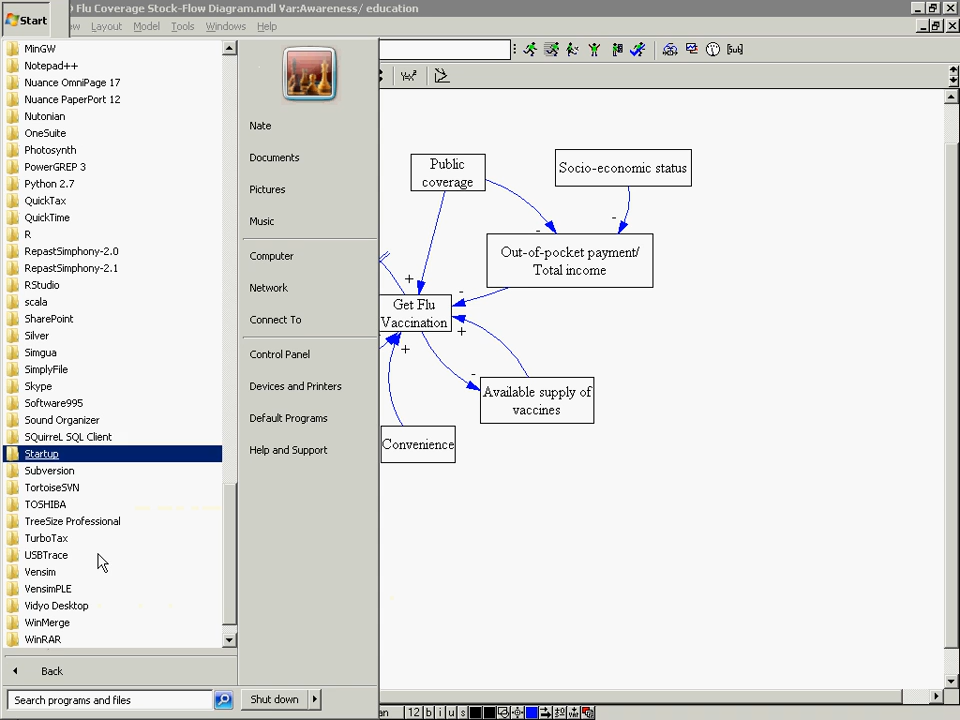 Flu Coverage Stock-Flow Diagram.mdl Var:Awareness/ education
Start
Layout Model Tools Windows Help
MinGW
Notepad++
Nuance OmniPage 17
Nuance PaperPort 12
Nutonian
OneSuite
Photosynth
PowerGREP 3
Python 2.7
QuickTax
QuickTime
R
RepastSimphony-2.0
RepastSimphony-2.1
RStudio
scala
SharePoint
Silver
Simgua
SimplyFile
Skype
Software995
Sound Organizer
SQuirreL SQL Client
Startup
Subversion
TortoiseSVN
TOSHIBA
TreeSize Professional
TurboTax
USBTrace
Vensim
VensimPLE
Vidyo Desktop
WinMerge
WinRAR
Back
Search programs and files
Nate
Documents
Pictures
Music
Computer
Network
Connect To
Control Panel
Devices and Printers
Default Programs
Help and Support
Shut down
Sub
Public
coverage
Socio-economic status
-
-
Out-of-pocket payment/
Total income
+
-
Get Flu
Vaccination
+
+
-
Available supply of
vaccines
Convenience
12 b i u s